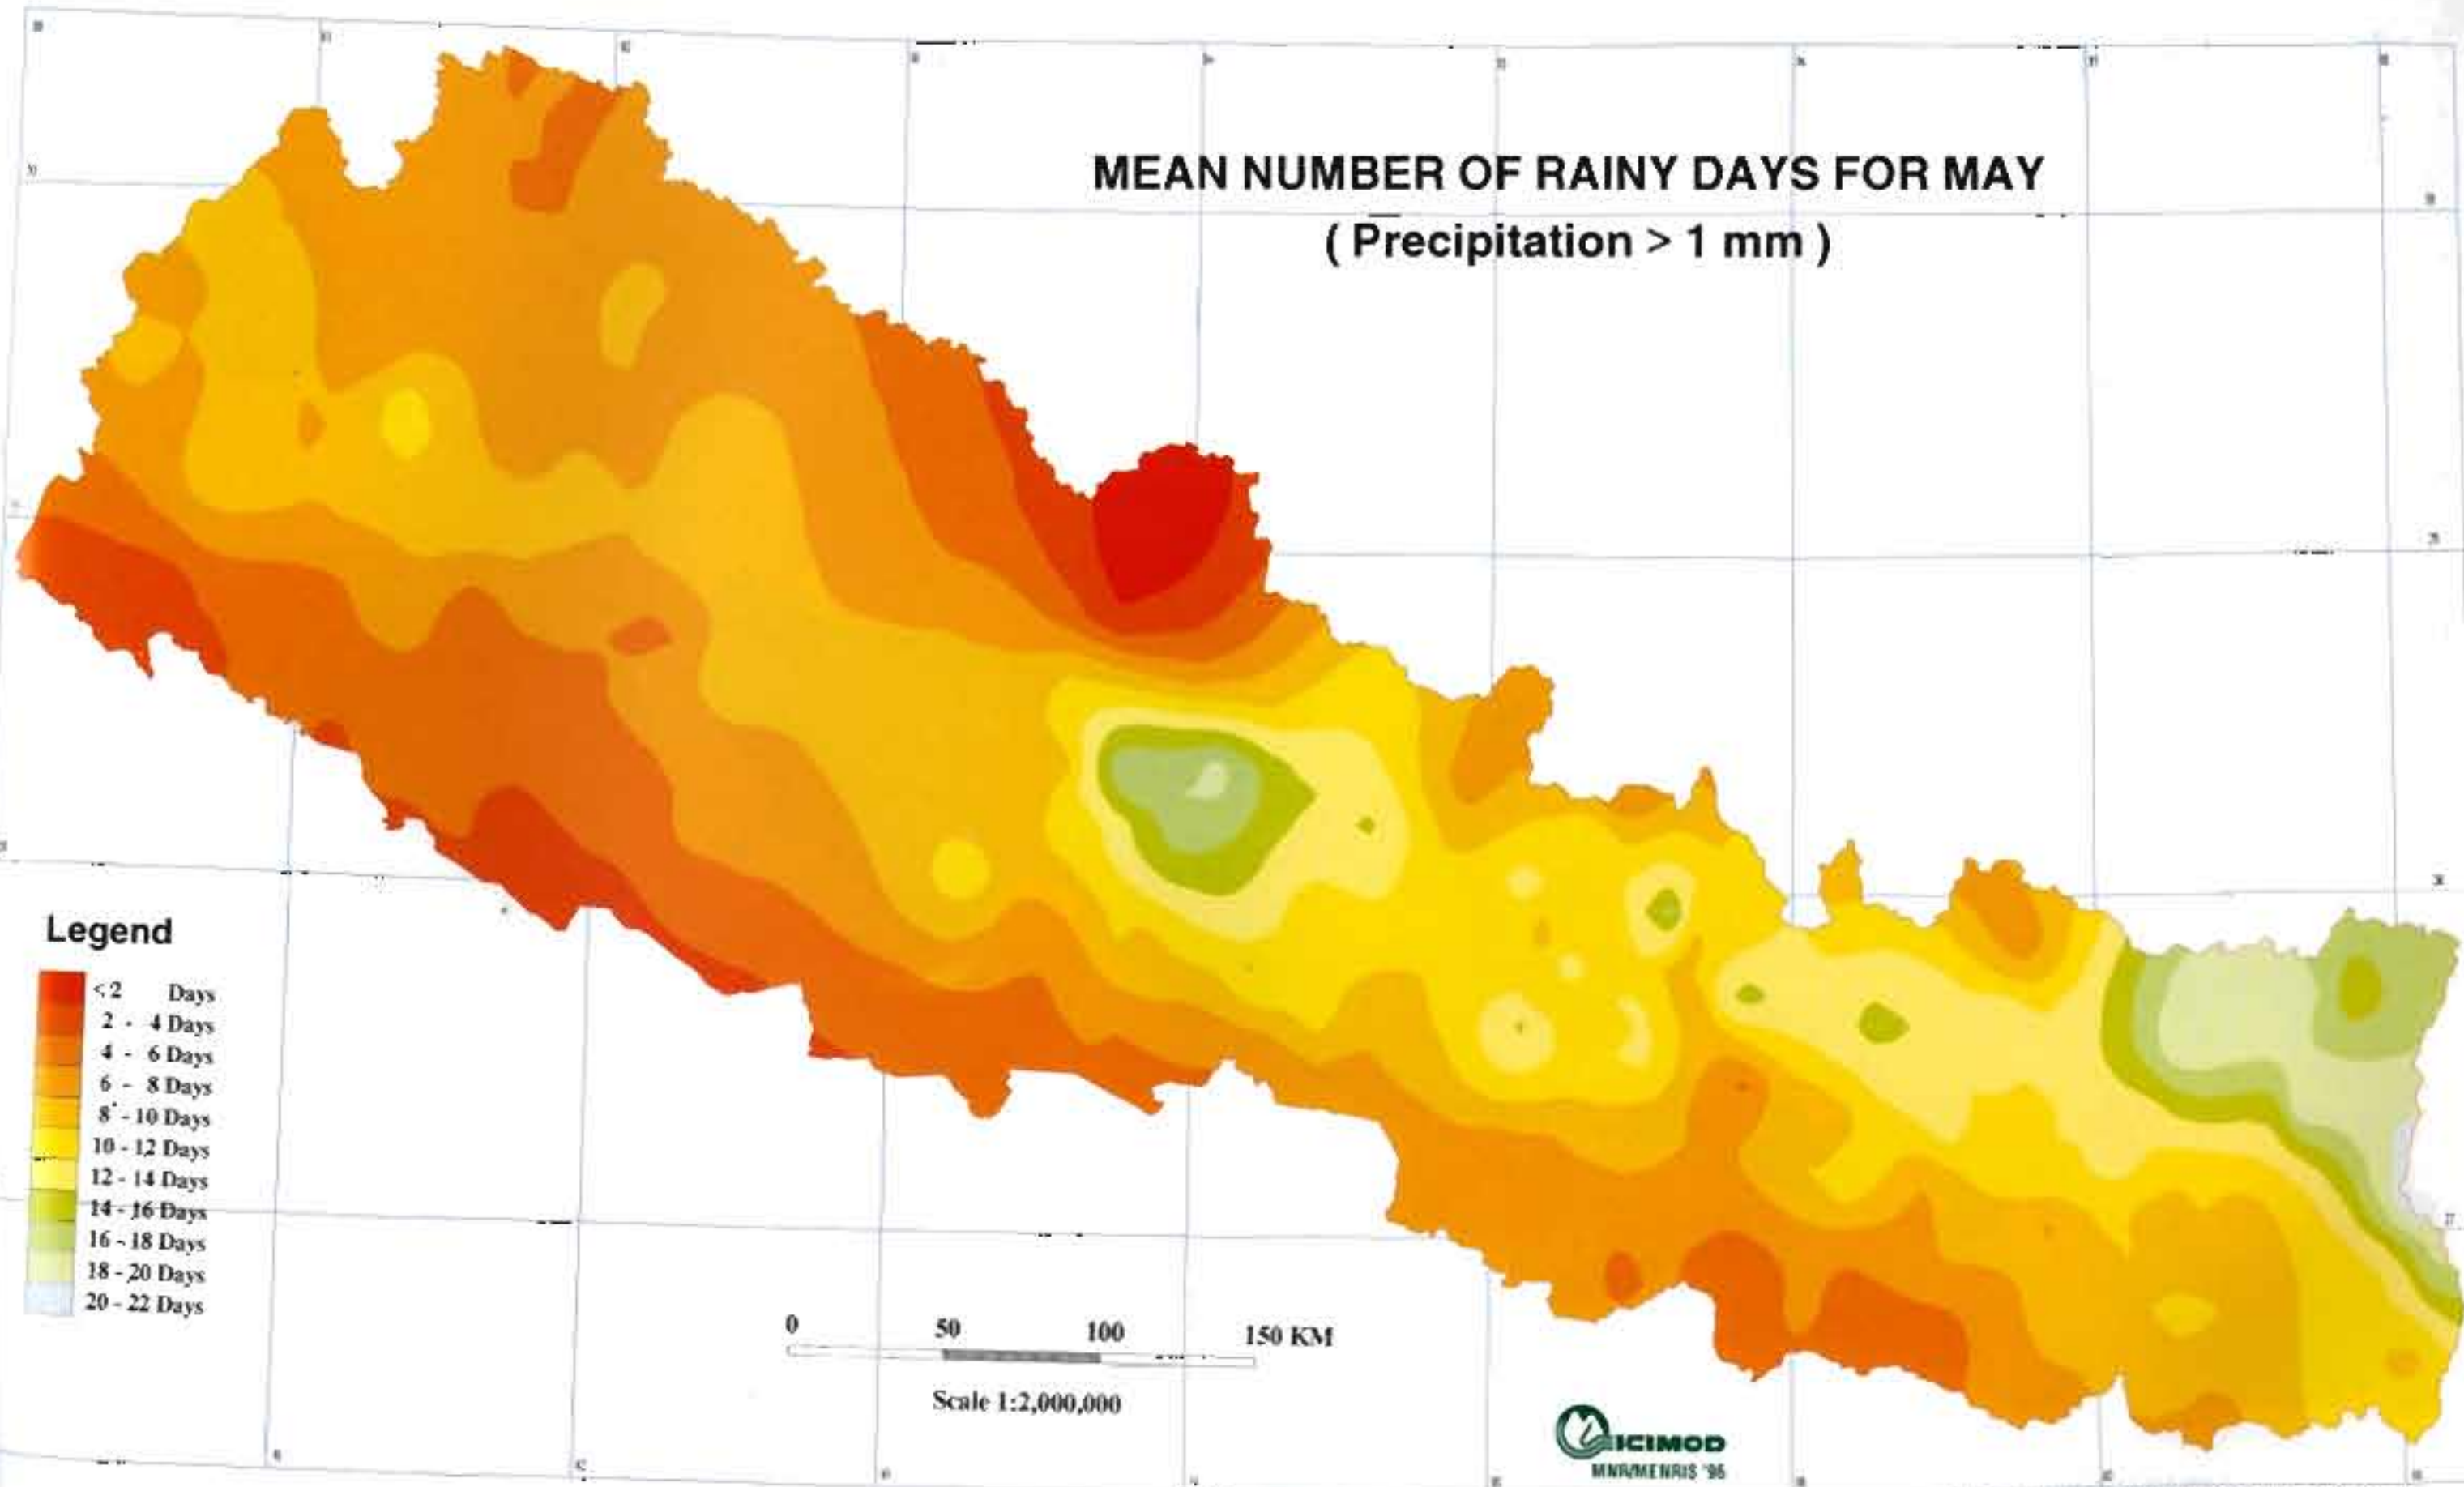 MEAN NUMBER OF RAINY DAYS FOR MAY
( Precipitation > 1 mm )
Legend
<2 Days
2 - 4 Days
4 - 6 Days
6 - 8 Days
8 - 10 Days
10 - 12 Days
12 - 14 Days
14 - 16 Days
16 - 18 Days
18 - 20 Days
20 - 22 Days
0 50 100 150 KM
Scale 1:2,000,000
ICIMOD
MNR/MENRIS '96